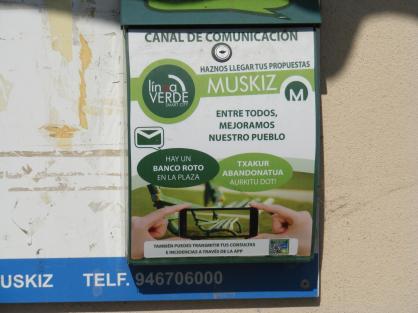 CANAL DE COMUNICACIÓN
HAZNOS LLEGAR TUS PROPUESTAS
línea
VERDE
SMART CITY
MUSKIZ
M
ENTRE TODOS,
MEJORAMOS
NUESTRO PUEBLO
HAY UN
BANCO ROTO
EN LA PLAZA
TXAKUR
ABANDONATUA
AURKITU DOT!
TAMBIÉN PUEDES TRANSMITIR TUS CONSULTAS
E INCIDENCIAS A TRAVÉS DE LA APP
USKIZ TELF. 946706000